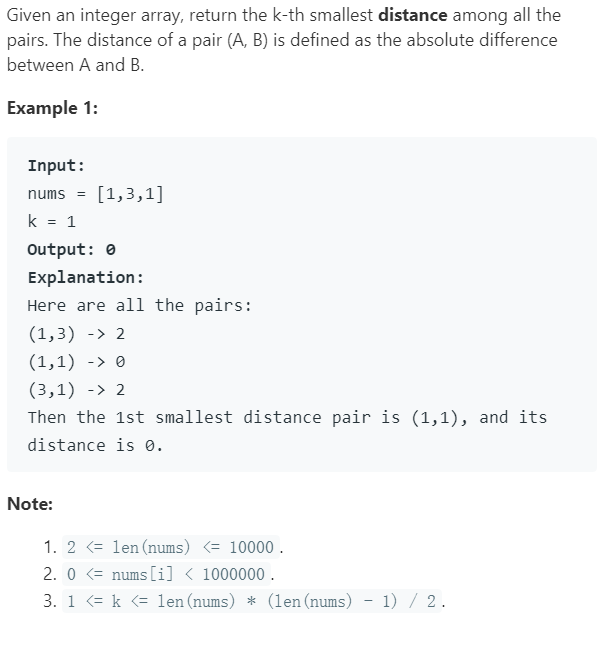 Given an integer array, return the k-th smallest distance among all the
pairs. The distance of a pair (A, B) is defined as the absolute difference
between A and B.
Example 1:
Input:
nums = [1,3,1]
k = 1
Output: 0
Explanation:
Here are all the pairs:
(1,3) -> 2
(1,1) -> 0
(3,1) -> 2
Then the 1st smallest distance pair is (1,1), and its
distance is 0.
Note:
1. 2 <= len(nums) <= 10000.
2. 0 <= nums[i] < 1000000.
3. 1 <= k <= len(nums) * (len(nums) - 1) / 2.